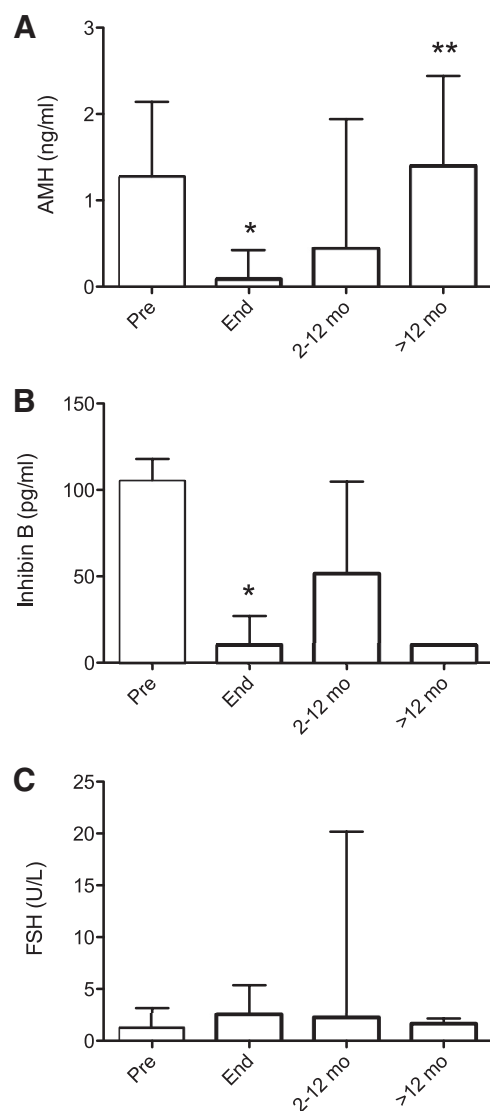 A
AMH (ng/ml)
3
2
1
0
*
**
Pre
End
2-12 mo
>12 mo
B
Inhibin B (pg/ml)
150
100
50
0
*
Pre
End
2-12 mo
>12 mo
C
FSH (U/L)
25
20
15
10
5
0
Pre
End
2-12 mo
>12 mo